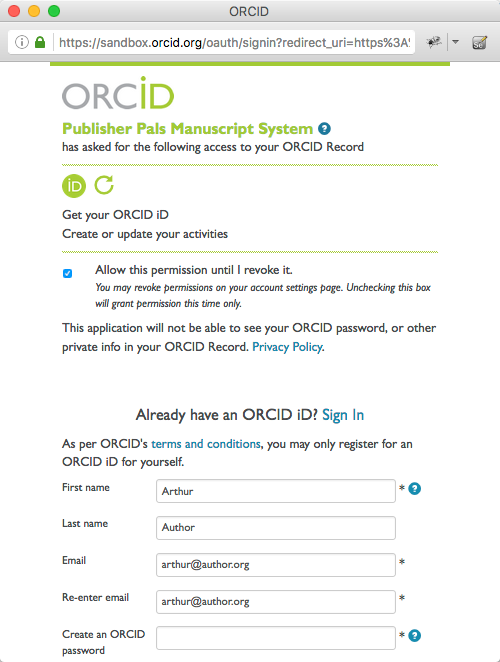 ORCID
https://sandbox.orcid.org/oauth/signin?redirect_uri=https%3A%
ORCiD
Publisher Pals Manuscript System ?
has asked for the following access to your ORCID Record
iD
Get your ORCID iD
Create or update your activities
Allow this permission until I revoke it.
You may revoke permissions on your account settings page. Unchecking this box
will grant permission this time only.
This application will not be able to see your ORCID password, or other
private info in your ORCID Record. Privacy Policy.
Already have an ORCID iD? Sign In
As per ORCID's terms and conditions, you may only register for an
ORCID iD for yourself.
First name Arthur * ?
Last name Author
Email arthur@author.org *
Re-enter email arthur@author.org *
Create an ORCID * ?
password